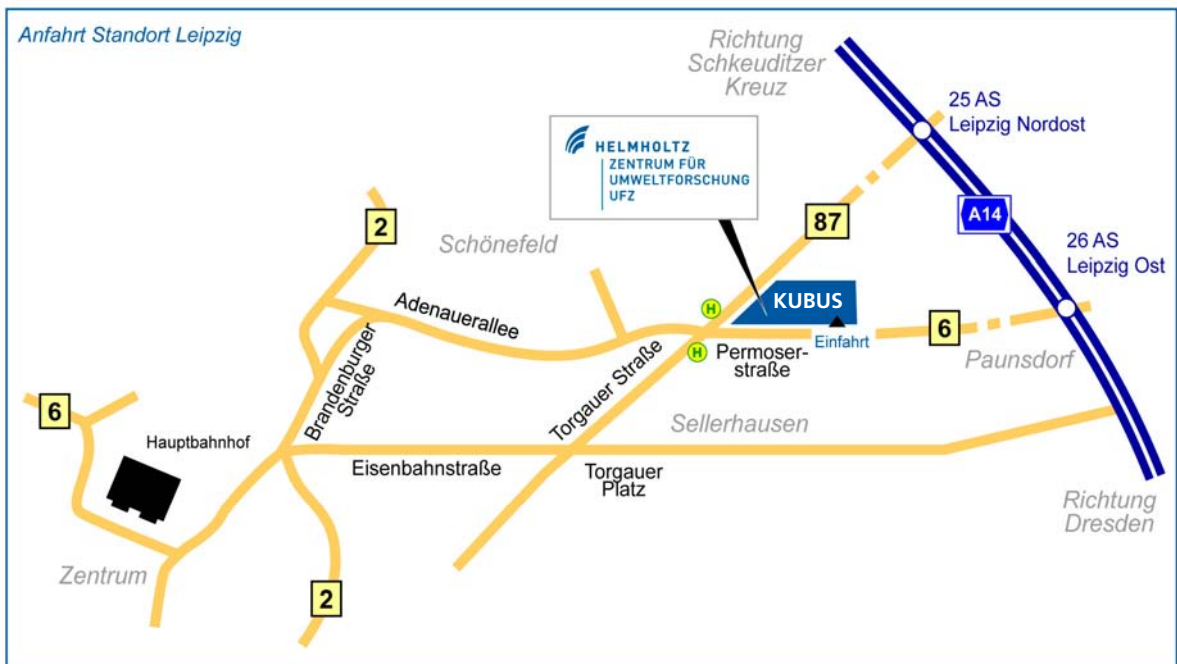 Anfahrt Standort Leipzig
Richtung
Schkeuditzer
Kreuz
25 AS
Leipzig Nordost
HELMHOLTZ
ZENTRUM FÜR
UMWELTFORSCHUNG
UFZ
2
87
A14
Schönefeld
26 AS
Leipzig Ost
Adenauerallee
H
KUBUS
6
Einfahrt
H
Permoser-
straße
Paunsdorf
Brandenburger
Straße
Torgauer Straße
6
Hauptbahnhof
Sellerhausen
Eisenbahnstraße
Torgauer
Platz
Richtung
Dresden
Zentrum
2